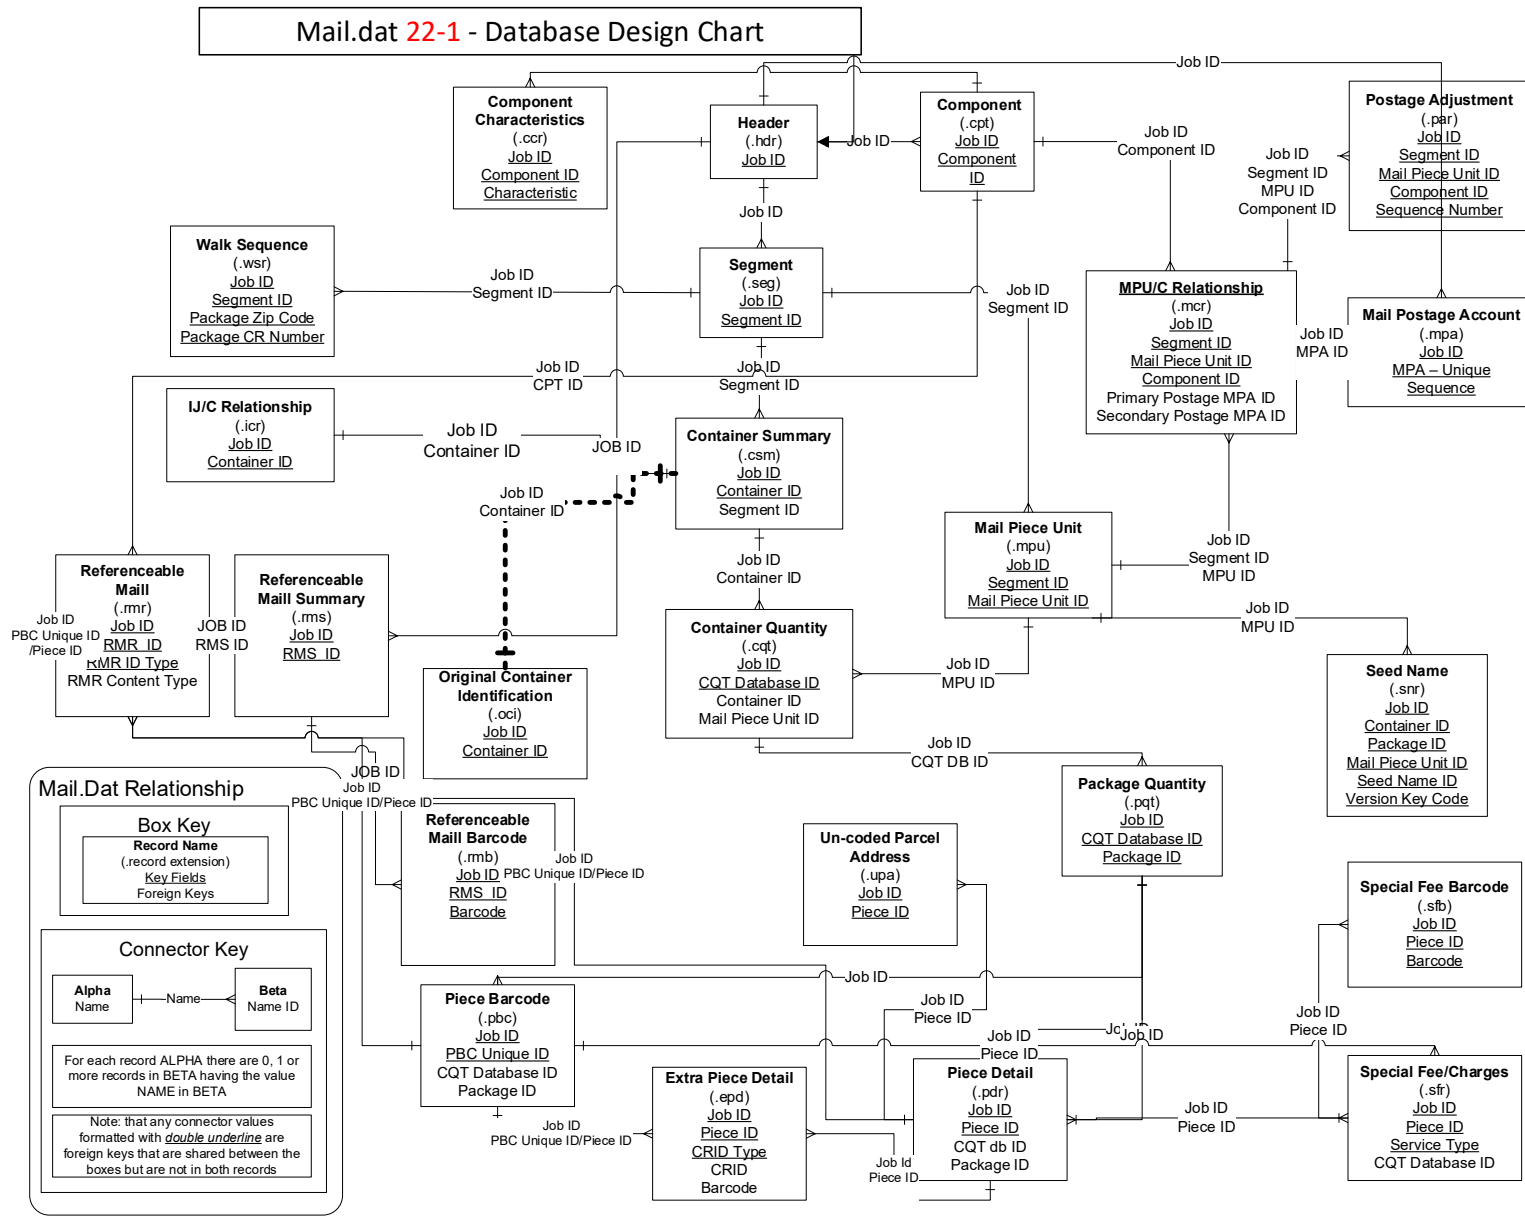 Mail.dat 22-1 - Database Design Chart
Job ID
Component
Characteristics
(.ccr)
Job ID
Component ID
Characteristic
Header
(.hdr)
Job ID
Job ID
Component
(.cpt)
Job ID
Component
ID
Job ID
Component ID
Job ID
Segment ID
MPU ID
Component ID
Postage Adjustment
(.par)
Job ID
Segment ID
Mail Piece Unit ID
Component ID
Sequence Number
Job ID
Walk Sequence
(.wsr)
Job ID
Segment ID
Package Zip Code
Package CR Number
Job ID
Segment ID
Segment
(.seg)
Job ID
Segment ID
Job ID
Segment ID
MPU/C Relationship
(.mcr)
Job ID
Segment ID
Mail Piece Unit ID
Component ID
Primary Postage MPA ID
Secondary Postage MPA ID
Job ID
MPA ID
Mail Postage Account
(.mpa)
Job ID
MPA – Unique
Sequence
Job ID
CPT ID
Job ID
Segment ID
IJ/C Relationship
(.icr)
Job ID
Container ID
Job ID
Container ID
JOB ID
Container Summary
(.csm)
Job ID
Container ID
Segment ID
Job ID
Container ID
Job ID
Container ID
Mail Piece Unit
(.mpu)
Job ID
Segment ID
Mail Piece Unit ID
Job ID
Segment ID
MPU ID
Job ID
MPU ID
Referenceable
Maill
(.rmr)
Job ID
RMR_ID
RMR ID Type
RMR Content Type
Job ID
PBC Unique ID
/Piece ID
JOB ID
RMS ID
Referenceable
Maill Summary
(.rms)
Job ID
RMS_ID
Original Container
Identification
(.oci)
Job ID
Container ID
Container Quantity
(.cqt)
Job ID
CQT Database ID
Container ID
Mail Piece Unit ID
Job ID
MPU ID
Seed Name
(.snr)
Job ID
Container ID
Package ID
Mail Piece Unit ID
Seed Name ID
Version Key Code
Job ID
CQT DB ID
Package Quantity
(.pqt)
Job ID
CQT Database ID
Package ID
JOB ID
Job ID
PBC Unique ID/Piece ID
Mail.Dat Relationship
Box Key
Record Name
(.record extension)
Key Fields
Foreign Keys
Connector Key
Alpha
Name
Name
Beta
Name ID
For each record ALPHA there are 0, 1 or
more records in BETA having the value
NAME in BETA
Note: that any connector values
formatted with double underline are
foreign keys that are shared between the
boxes but are not in both records
Referenceable
Maill Barcode
(.rmb)
Job ID
RMS_ID
Barcode
Job ID
PBC Unique ID/Piece ID
Un-coded Parcel
Address
(.upa)
Job ID
Piece ID
Special Fee Barcode
(.sfb)
Job ID
Piece ID
Barcode
Job ID
Piece Barcode
(.pbc)
Job ID
PBC Unique ID
CQT Database ID
Package ID
Job ID
Piece ID
Job ID
Piece ID
Job ID
Job ID
Job ID
Piece ID
Extra Piece Detail
(.epd)
Job ID
Piece ID
CRID Type
CRID
Barcode
Job ID
PBC Unique ID/Piece ID
Job Id
Piece ID
Piece Detail
(.pdr)
Job ID
Piece ID
CQT db ID
Package ID
Job ID
Piece ID
Special Fee/Charges
(.sfr)
Job ID
Piece ID
Service Type
CQT Database ID